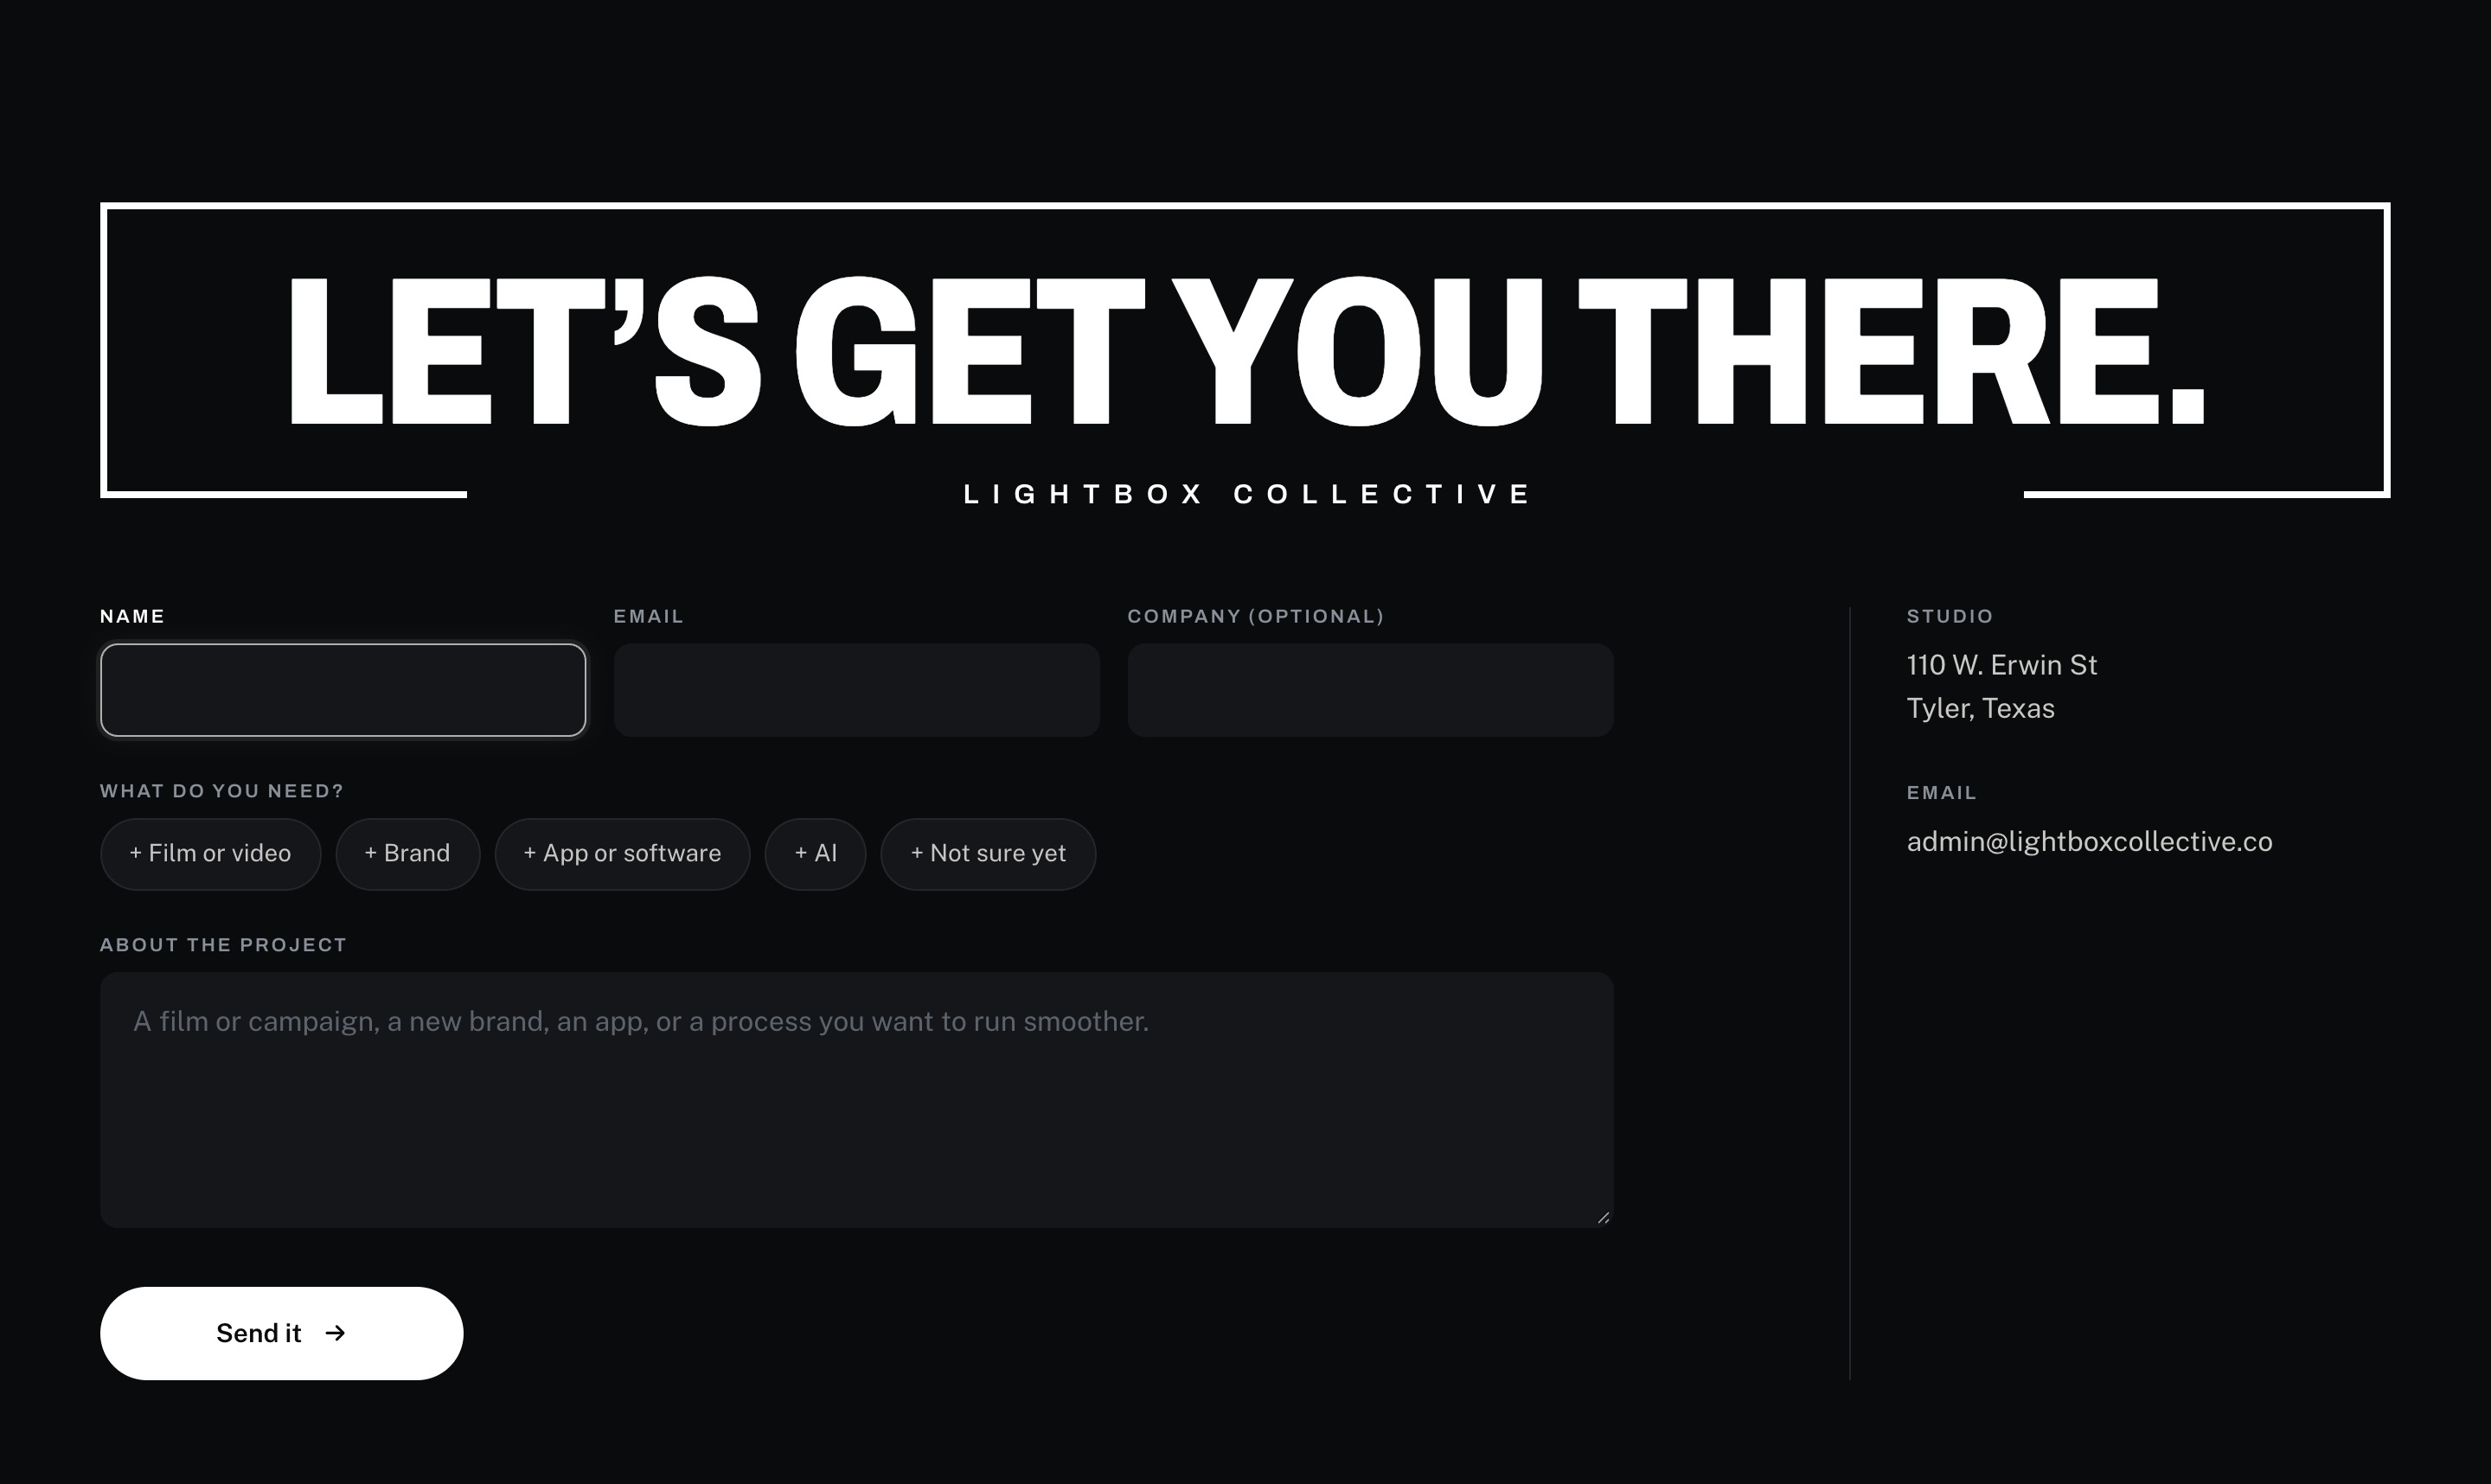 LET’S GET YOU THERE.
LIGHTBOX COLLECTIVE
NAME
EMAIL
COMPANY (OPTIONAL)
WHAT DO YOU NEED?
+ Film or video
+ Brand
+ App or software
+ AI
+ Not sure yet
ABOUT THE PROJECT
A film or campaign, a new brand, an app, or a process you want to run smoother.
Send it →
STUDIO
110 W. Erwin St
Tyler, Texas
EMAIL
admin@lightboxcollective.co